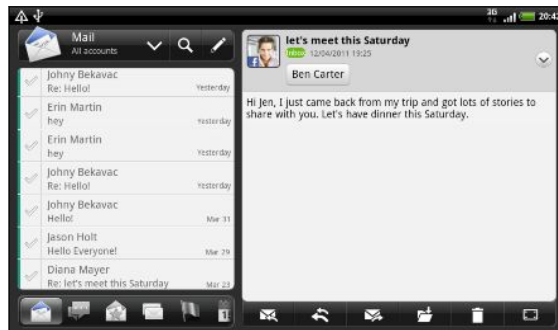 3G
20:42
Mail
All accounts
Johny Bekavac
Re: Hello!
Yesterday
Erin Martin
hey
Yesterday
Erin Martin
hey
Yesterday
Johny Bekavac
Re: Hello!
Yesterday
Johny Bekavac
Hello!
Mar 31
Jason Holt
Hello Everyone!
Mar 29
Diana Mayer
Re: let's meet this Saturday
Mar 23
1
let's meet this Saturday
Inbox 12/04/2011 19:25
Ben Carter
Hi Jen, I just came back from my trip and got lots of stories to
share with you. Let's have dinner this Saturday.